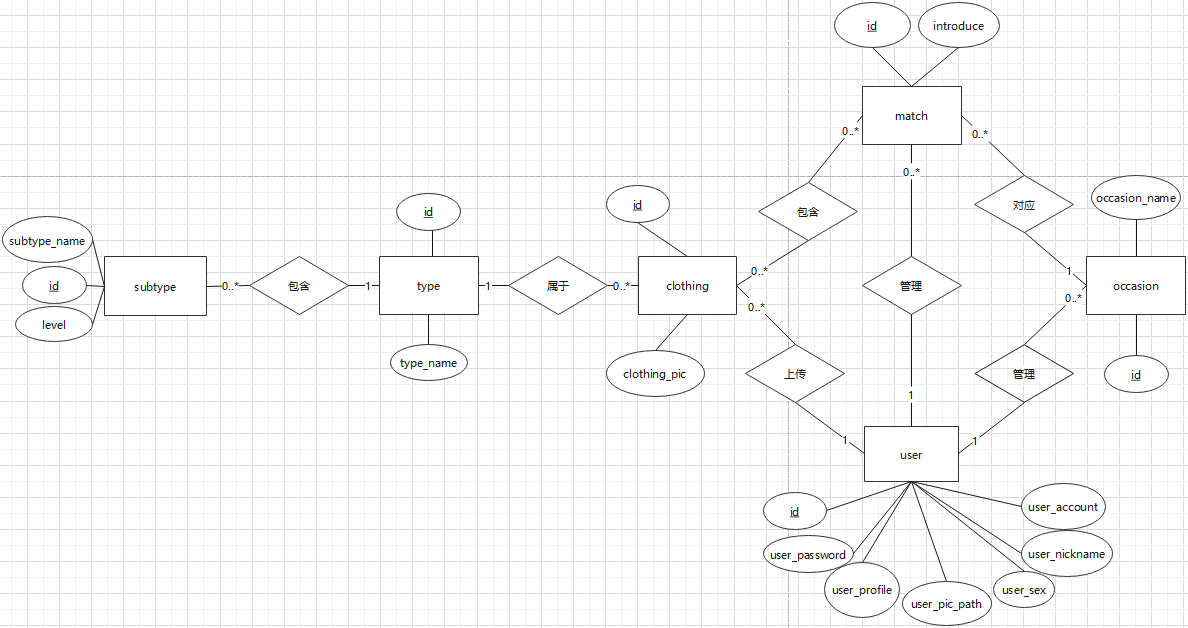 id
introduce
match
0..*
0..*
0..*
包含
对应
occasion_name
id
id
subtype_name
id
level
subtype
0..*
包含
1
type
1
属于
0..*
clothing
0..*
0..*
管理
1
0..*
occasion
type_name
clothing_pic
上传
管理
id
1
1
1
user
id
user_account
user_password
user_nickname
user_profile
user_pic_path
user_sex